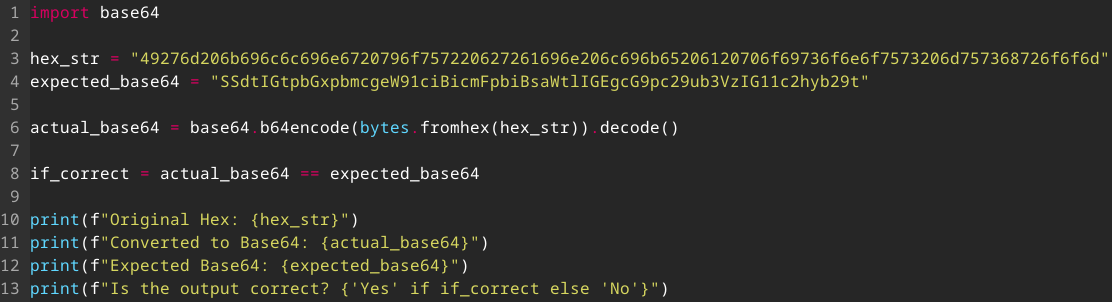 1 import base64
2
3 hex_str = "49276d206b696c6c696e6720796f757220627261696e206c696b65206120706f69736f6e6f7573206d757368726f6f6d"
4 expected_base64 = "SSdtIGtpbGxpbmcgeW91ciBicmFpbiBsaWtlIGEgcG9pc29ub3VzIG11c2hyb29t"
5
6 actual_base64 = base64.b64encode(bytes.fromhex(hex_str)).decode()
7
8 if_correct = actual_base64 == expected_base64
9
10 print(f"Original Hex: {hex_str}")
11 print(f"Converted to Base64: {actual_base64}")
12 print(f"Expected Base64: {expected_base64}")
13 print(f"Is the output correct? {'Yes' if if_correct else 'No'}")